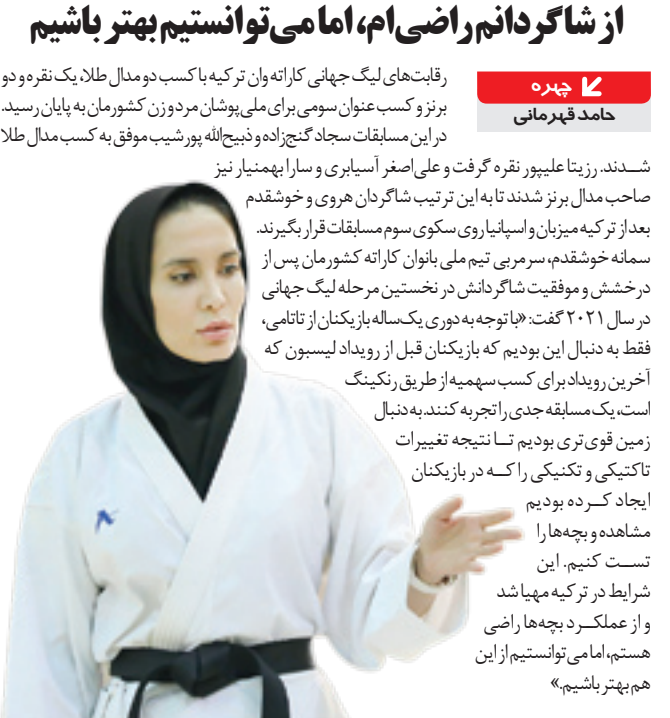 از شاگردانم راضی‌ام، اما می‌توانستیم بهتر باشیم
چهره
حامد قهرمانی
رقابت‌های لیگ جهانی کاراته وان ترکیه با کسب دو مدال طلا، یک نقره و دو
برنز و کسب عنوان سومی برای ملی‌پوشان مرد و زن کشورمان به پایان رسید.
در این مسابقات سجاد گنج‌زاده و ذبیح‌الله پورشیب موفق به کسب مدال طلا
شدند. رزیتا علیپور نقره گرفت و علی‌اصغر آسیابری و سارا بهمنیار نیز
صاحب مدال برنز شدند تا به این ترتیب شاگردان هروی و خوشقدم
بعد از ترکیه میزبان و اسپانیا روی سکوی سوم مسابقات قرار بگیرند.
سمانه خوشقدم، سرمربی تیم ملی بانوان کاراته کشورمان پس از
درخشش و موفقیت شاگردانش در نخستین مرحله لیگ جهانی
در سال ۲۰۲۱ گفت: «با توجه به دوری یک‌ساله بازیکنان از تاتامی،
فقط به دنبال این بودیم که بازیکنان قبل از رویداد لیسبون که
آخرین رویداد برای کسب سهمیه از طریق رنکینگ
است، یک مسابقه جدی را تجربه کنند. به دنبال
زمین قوی‌تری بودیم تا نتیجه تغییرات
تاکتیکی و تکنیکی را که در بازیکنان
ایجاد کرده بودیم
مشاهده و بچه‌ها را
تست کنیم. این
شرایط در ترکیه مهیا شد
و از عملکرد بچه‌ها راضی
هستم، اما می‌توانستیم از این
هم بهتر باشیم.»